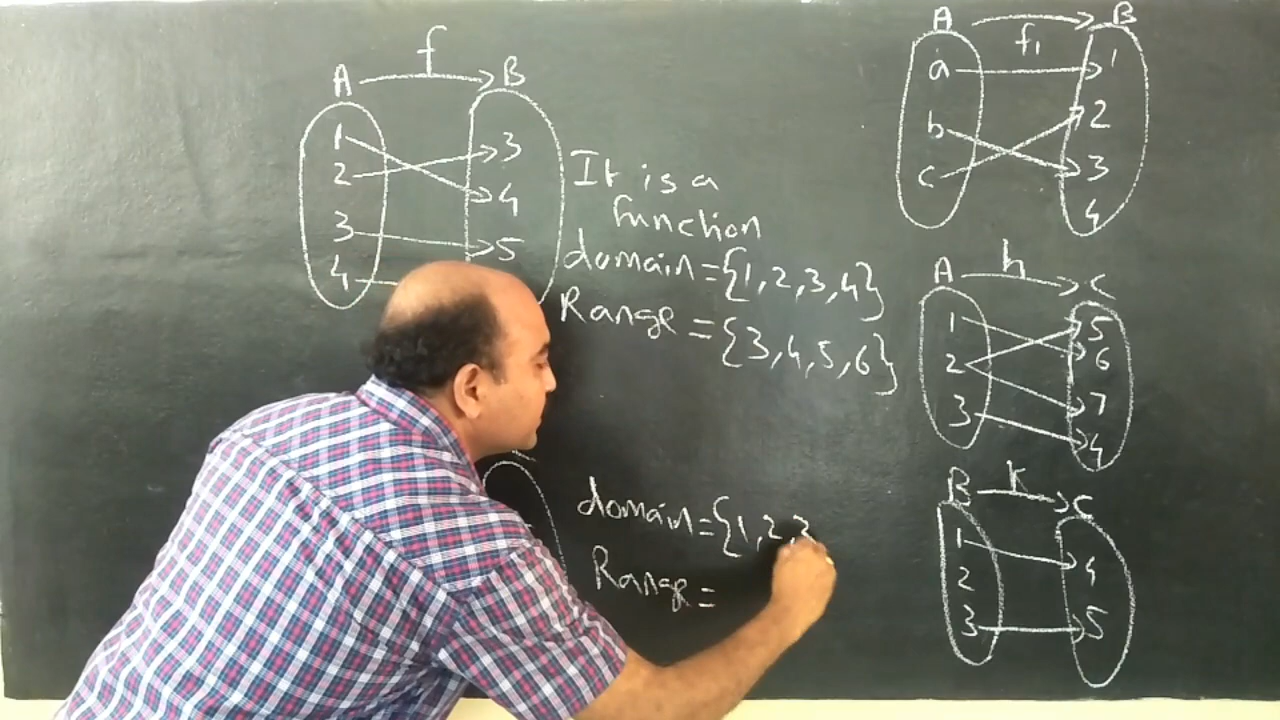 f
A B
1 3
2 4
3 5
4
It is a
function
domain={1,2,3,4}
Range={3,4,5,6}
domain={1,2,3
Range=
A B
f₁
a 1
b 2
c 3
4
h
A C
1 5
2 6
3 7
4
k
B C
1 4
2
3 5